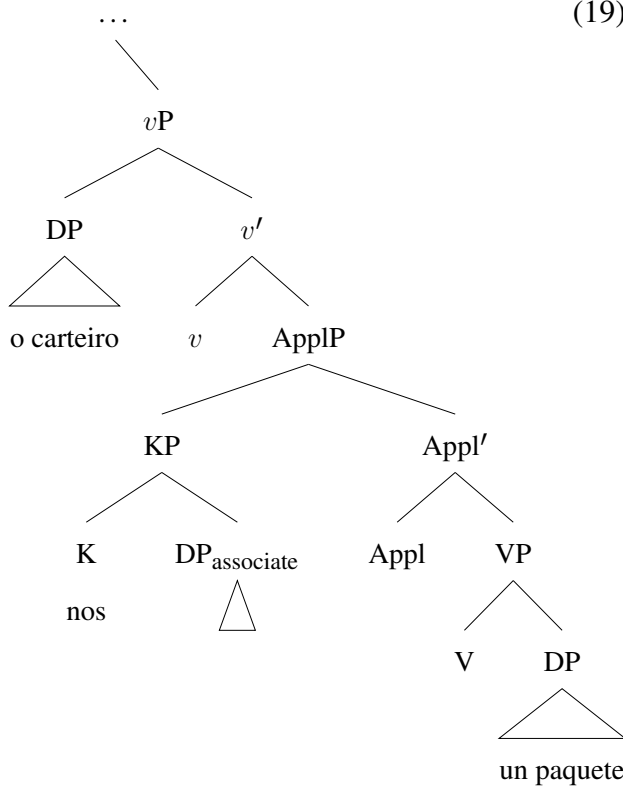 … (19)
vP
DP v′
o carteiro v ApplP
KP Appl′
K DPassociate Appl VP
nos
V DP
un paquete